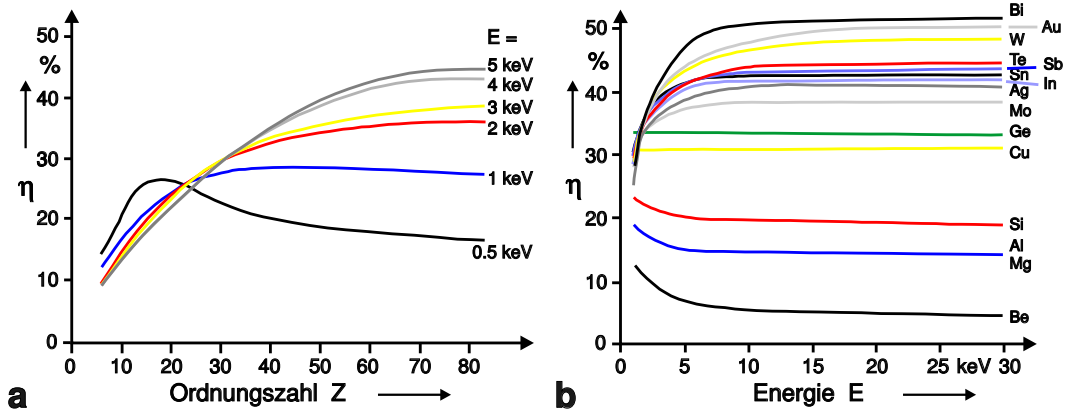 50
%
40
30
η
20
10
0
0 10 20 30 40 50 60 70 80
Ordnungszahl Z
E =
5 keV
4 keV
3 keV
2 keV
1 keV
0.5 keV
a
50
%
40
30
η
20
10
0
0 5 10 15 20 25 keV 30
Energie E
Bi
Au
W
Te
Sb
Sn
In
Ag
Mo
Ge
Cu
Si
Al
Mg
Be
b